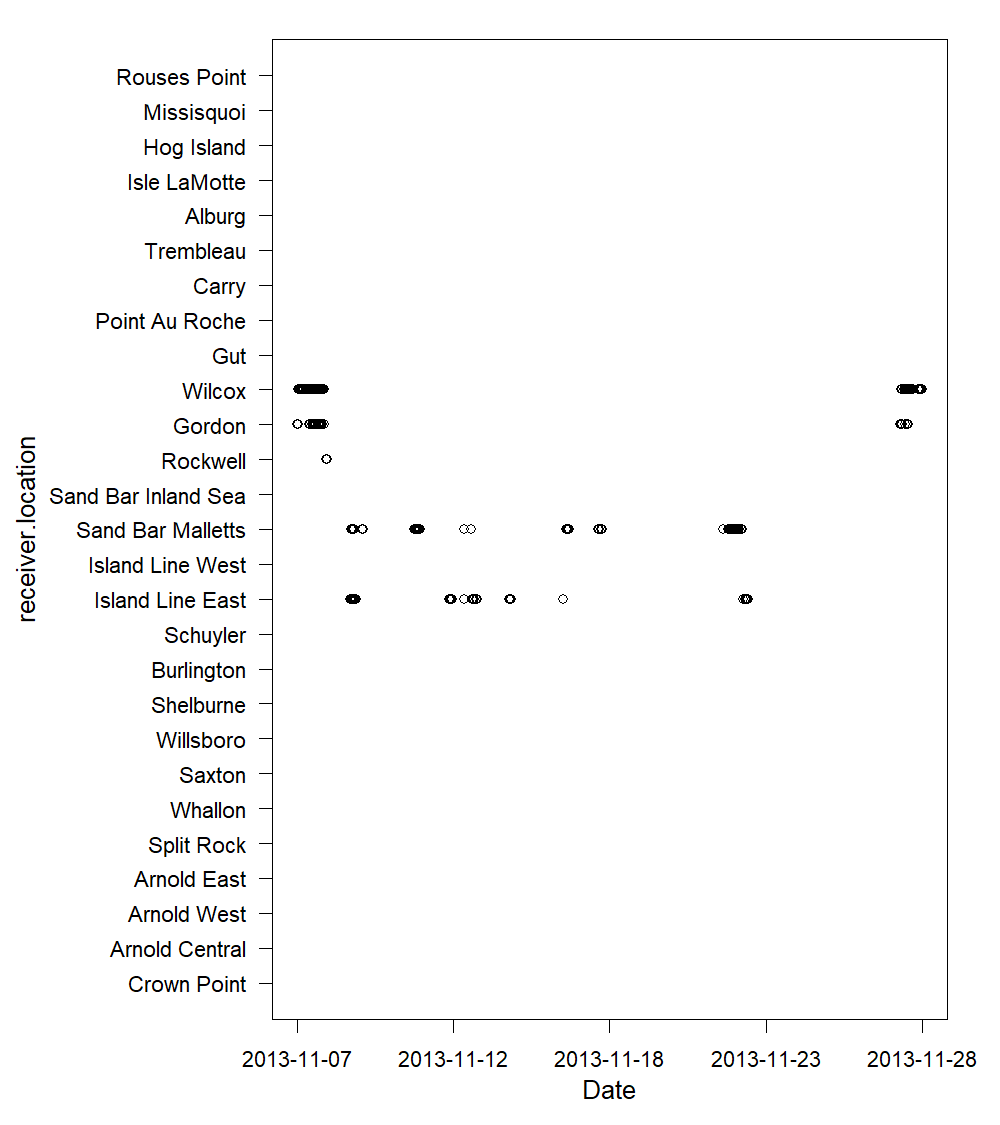 Rouses Point
Missisquoi
Hog Island
Isle LaMotte
Alburg
Trembleau
Carry
Point Au Roche
Gut
Wilcox
Gordon
Rockwell
Sand Bar Inland Sea
Sand Bar Malletts
Island Line West
Island Line East
Schuyler
Burlington
Shelburne
Willsboro
Saxton
Whallon
Split Rock
Arnold East
Arnold West
Arnold Central
Crown Point
receiver.location
2013-11-07 2013-11-12 2013-11-18 2013-11-23 2013-11-28
Date